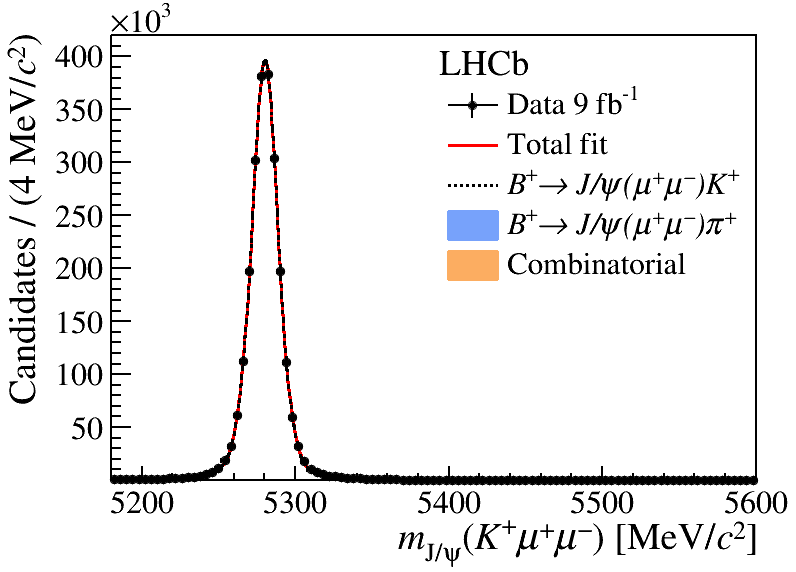 ×10³
Candidates / (4 MeV/c²)
400
350
300
250
200
150
100
50
LHCb
Data 9 fb⁻¹
Total fit
B⁺→ J/ψ(μ⁺μ⁻)K⁺
B⁺→ J/ψ(μ⁺μ⁻)π⁺
Combinatorial
5200 5300 5400 5500 5600
m_J/ψ(K⁺μ⁺μ⁻) [MeV/c²]